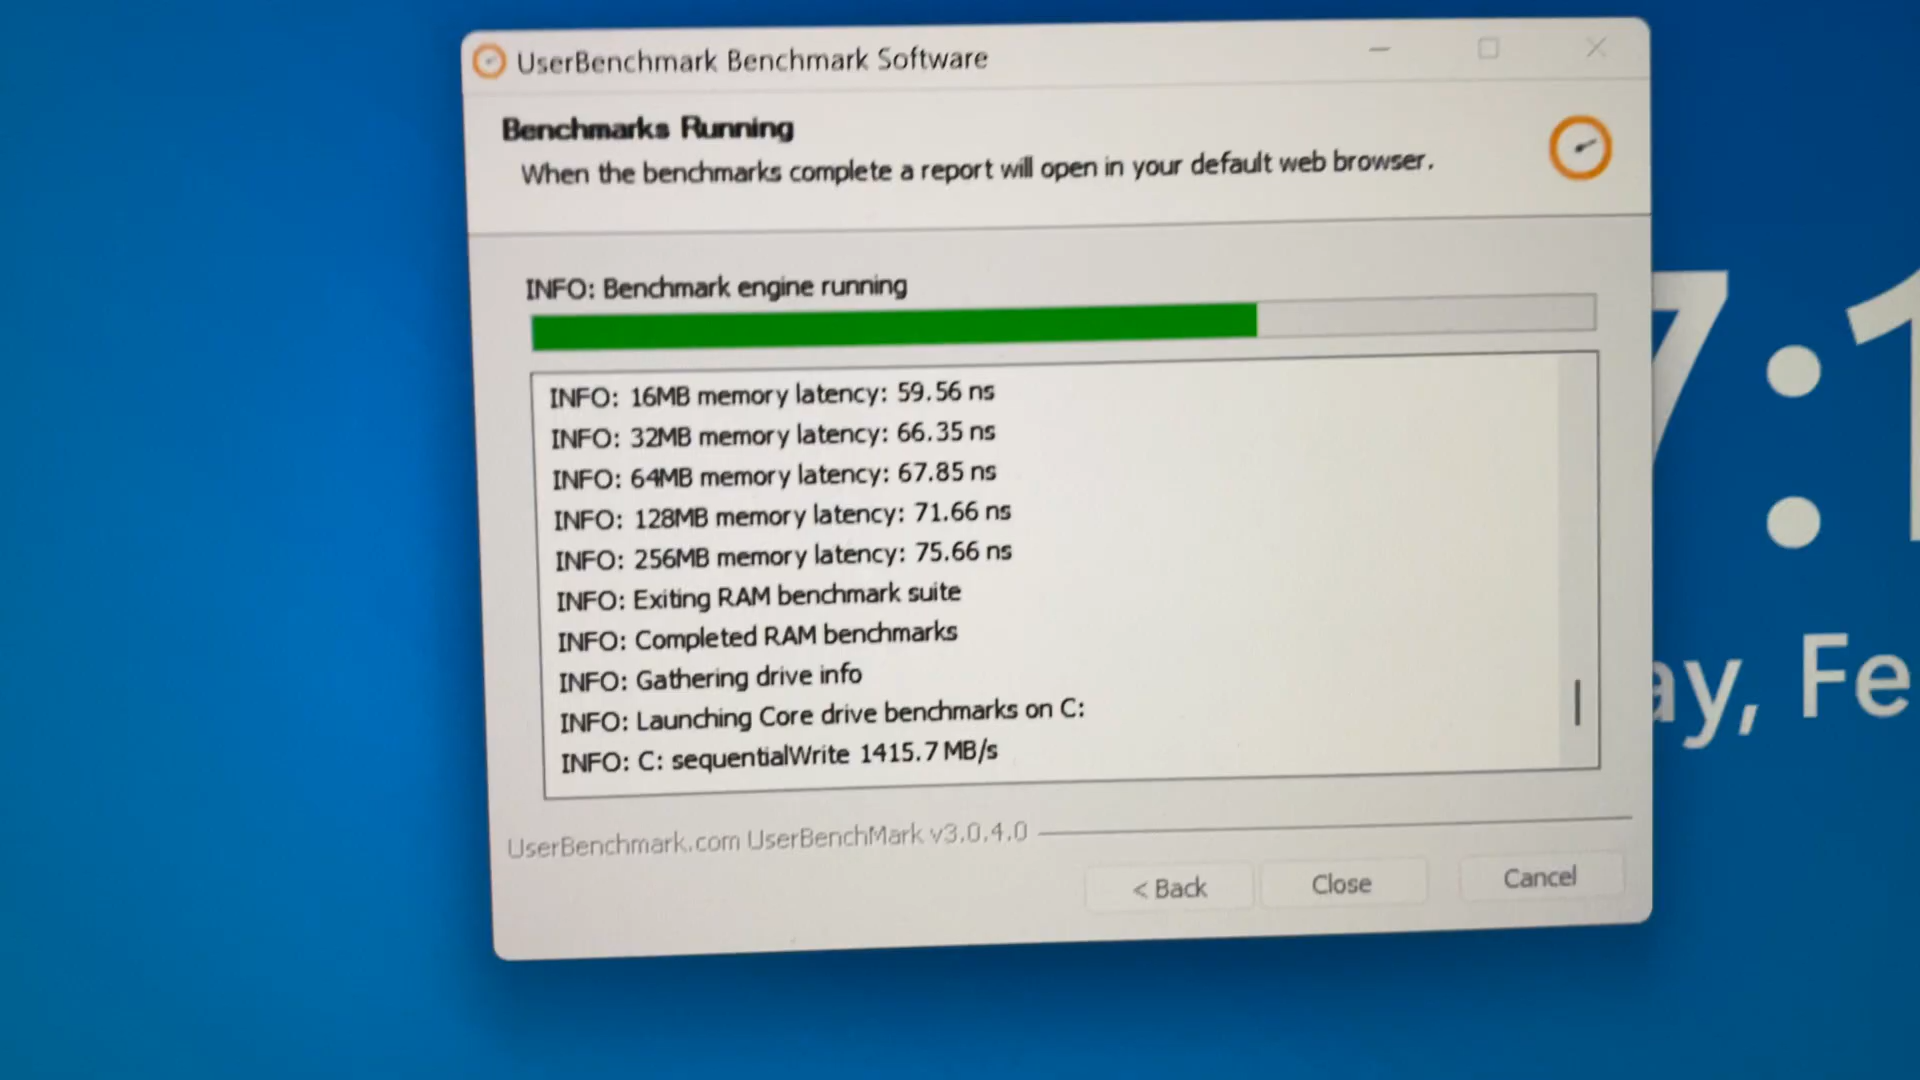 UserBenchmark Benchmark Software
Benchmarks Running
When the benchmarks complete a report will open in your default web browser.
INFO: Benchmark engine running
INFO: 16MB memory latency: 59.56 ns
INFO: 32MB memory latency: 66.35 ns
INFO: 64MB memory latency: 67.85 ns
INFO: 128MB memory latency: 71.66 ns
INFO: 256MB memory latency: 75.66 ns
INFO: Exiting RAM benchmark suite
INFO: Completed RAM benchmarks
INFO: Gathering drive info
INFO: Launching Core drive benchmarks on C:
INFO: C: sequentialWrite 1415.7 MB/s
UserBenchmark.com UserBenchMark v3.0.4.0
< Back
Close
Cancel
7:1
ay, Fe